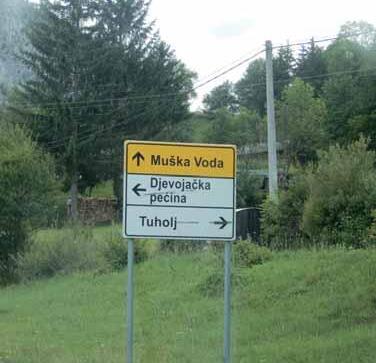 Muška Voda
Djevojačka
pećina
Tuholj